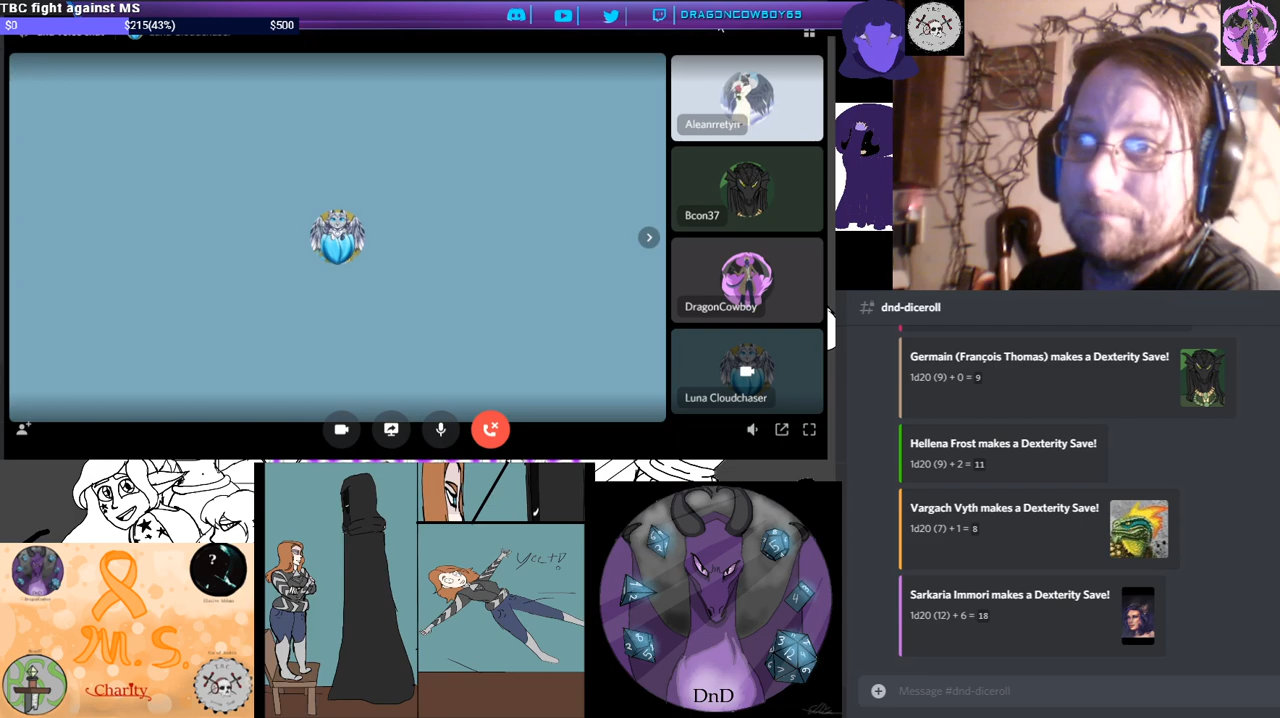 TBC fight against MS
$0 $215(43%) $500
DRAGONCOWBOY69
Aleanrretyn
Bcon37
DragonCowboy
Luna Cloudchaser
dnd-diceroll
Germain (François Thomas) makes a Dexterity Save!
1d20 (9) + 0 = 9
Hellena Frost makes a Dexterity Save!
1d20 (9) + 2 = 11
Vargach Vyth makes a Dexterity Save!
1d20 (7) + 1 = 8
Sarkaria Immori makes a Dexterity Save!
1d20 (12) + 6 = 18
Message #dnd-diceroll
Yeet!
?
M.S.
Charity
TBC
DnD